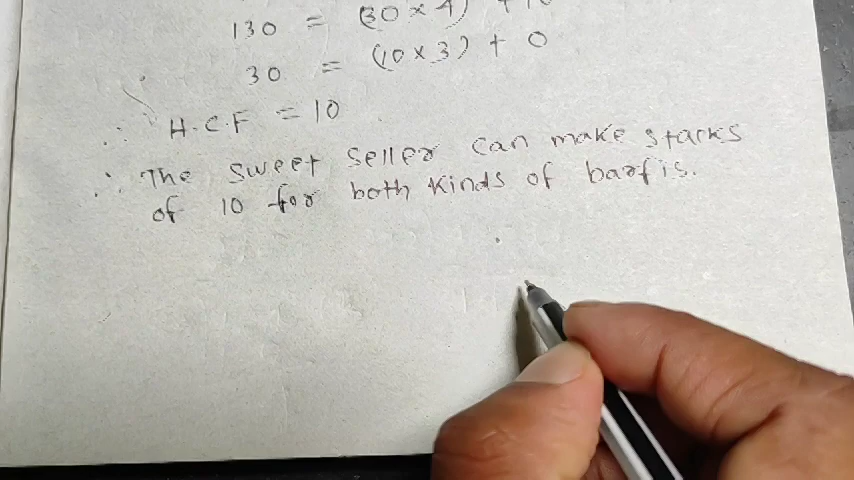 130 = (30 × 4) + 10
30 = (10 × 3) + 0
∴ H.C.F = 10
∴ The sweet seller can make stacks
of 10 for both kinds of barfis.